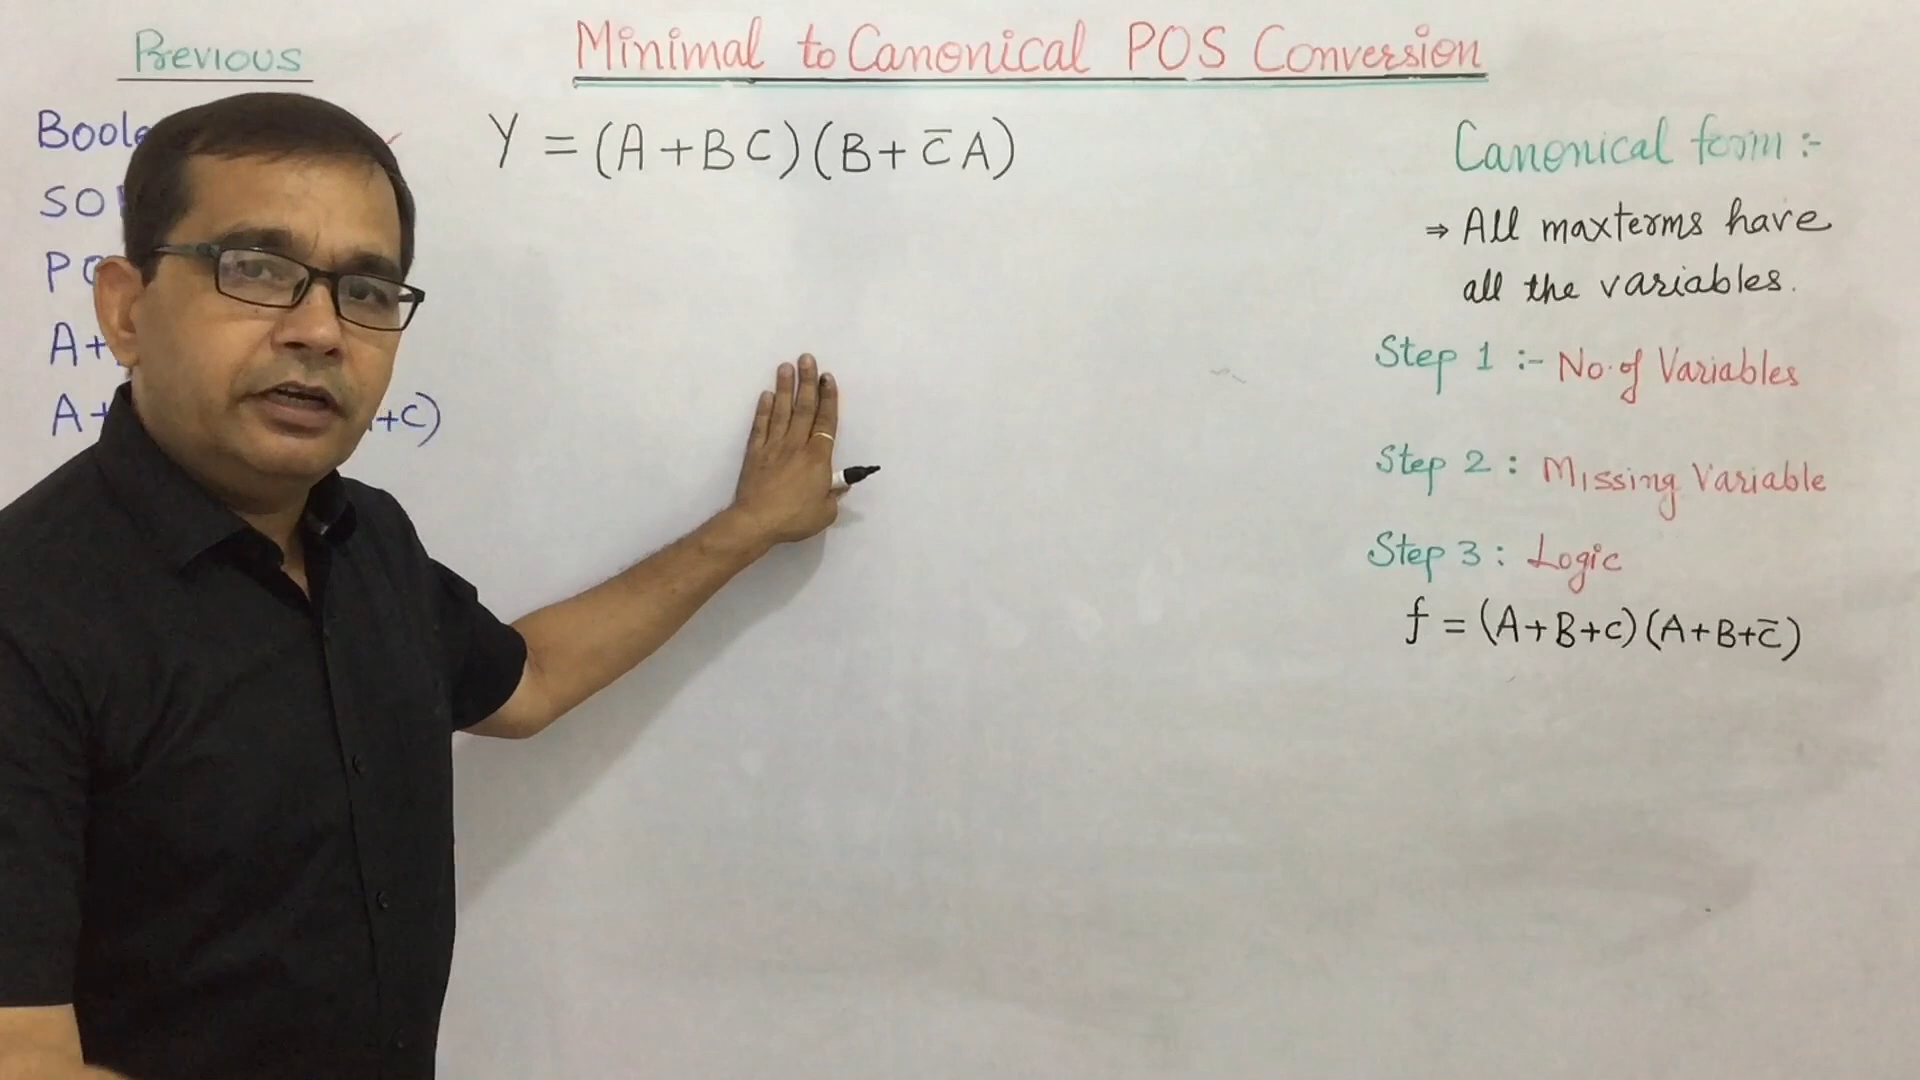 Previous
Minimal to Canonical POS Conversion
SO
PO
A+
A+ +C)
Y = (A+BC)(B+C̅A)
Canonical form :-
⇒ All maxterms have
all the variables.
Step 1 :- No. of Variables
Step 2 : Missing Variable
Step 3 : Logic
f = (A+B+C)(A+B+C̅)